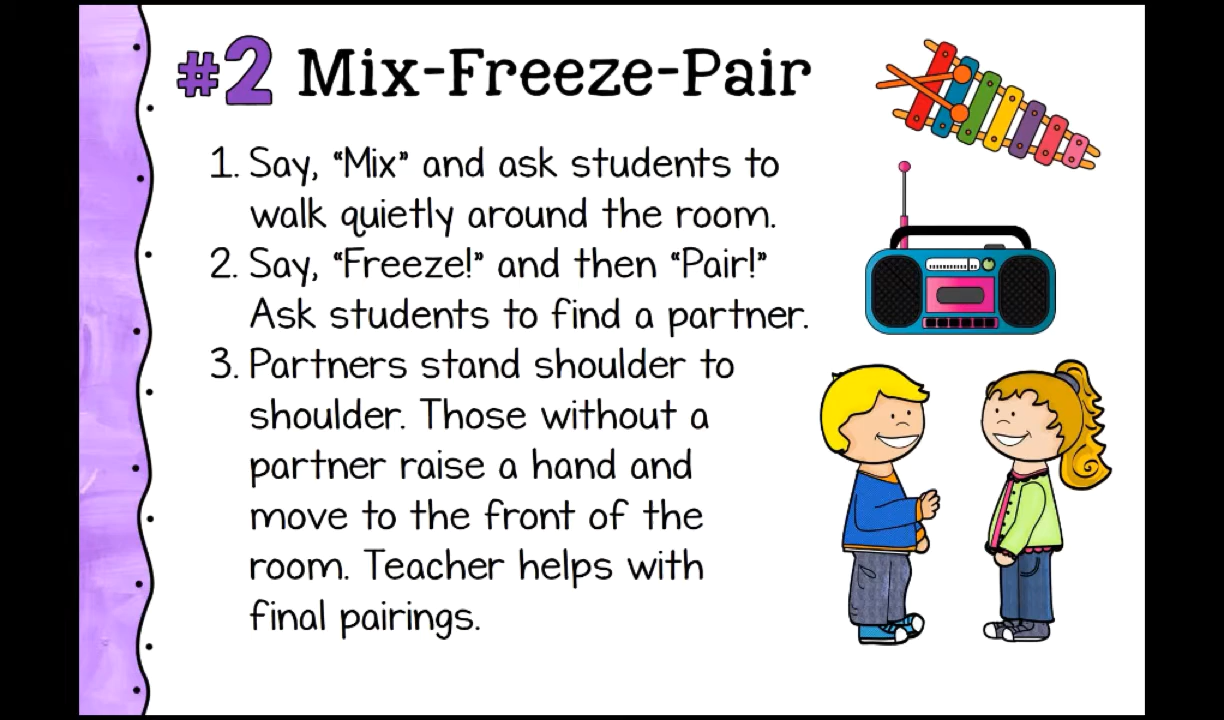 #2 Mix-Freeze-Pair
1. Say, “Mix” and ask students to
walk quietly around the room.
2. Say, “Freeze!” and then “Pair!”
Ask students to find a partner.
3. Partners stand shoulder to
shoulder. Those without a
partner raise a hand and
move to the front of the
room. Teacher helps with
final pairings.